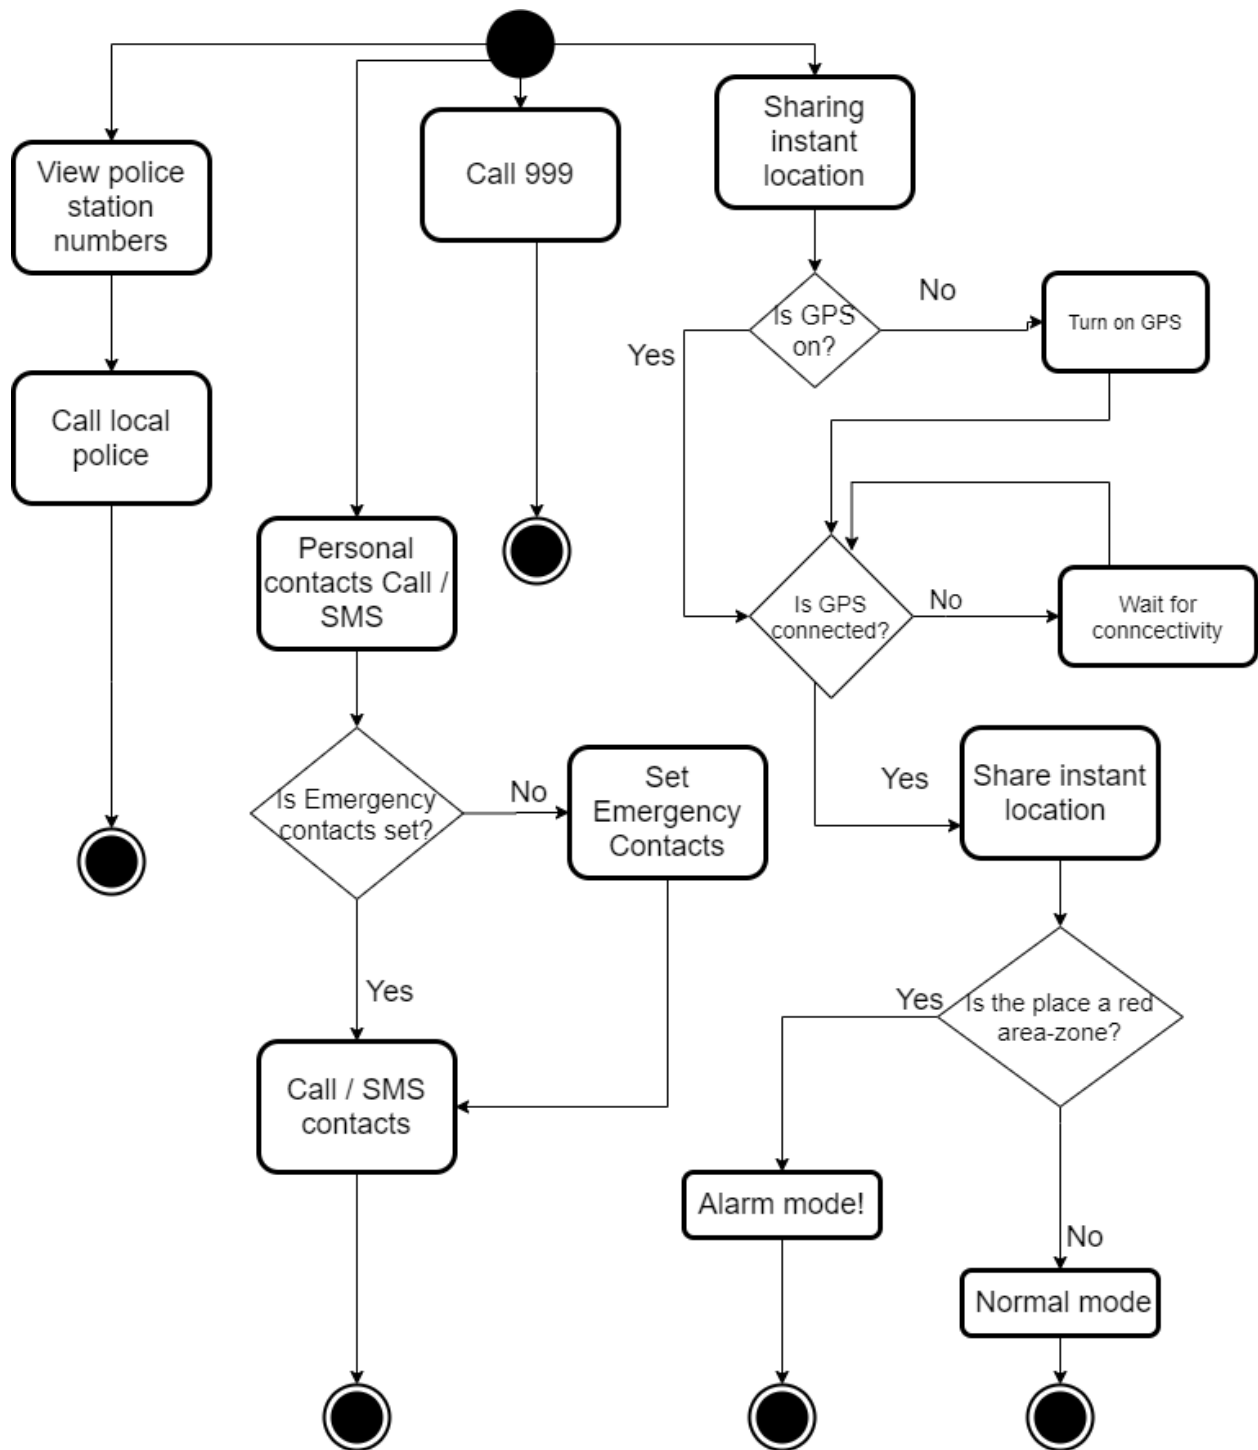 Sharing
instant
location
View police
station
numbers
Call 999
Is GPS
on?
No
Turn on GPS
Yes
Call local
police
Personal
contacts Call /
SMS
Is GPS
connected?
No
Wait for
conncectivity
Is Emergency
contacts set?
No
Set
Emergency
Contacts
Yes
Share instant
location
Yes
Call / SMS
contacts
Yes
Is the place a red
area-zone?
Alarm mode!
No
Normal mode